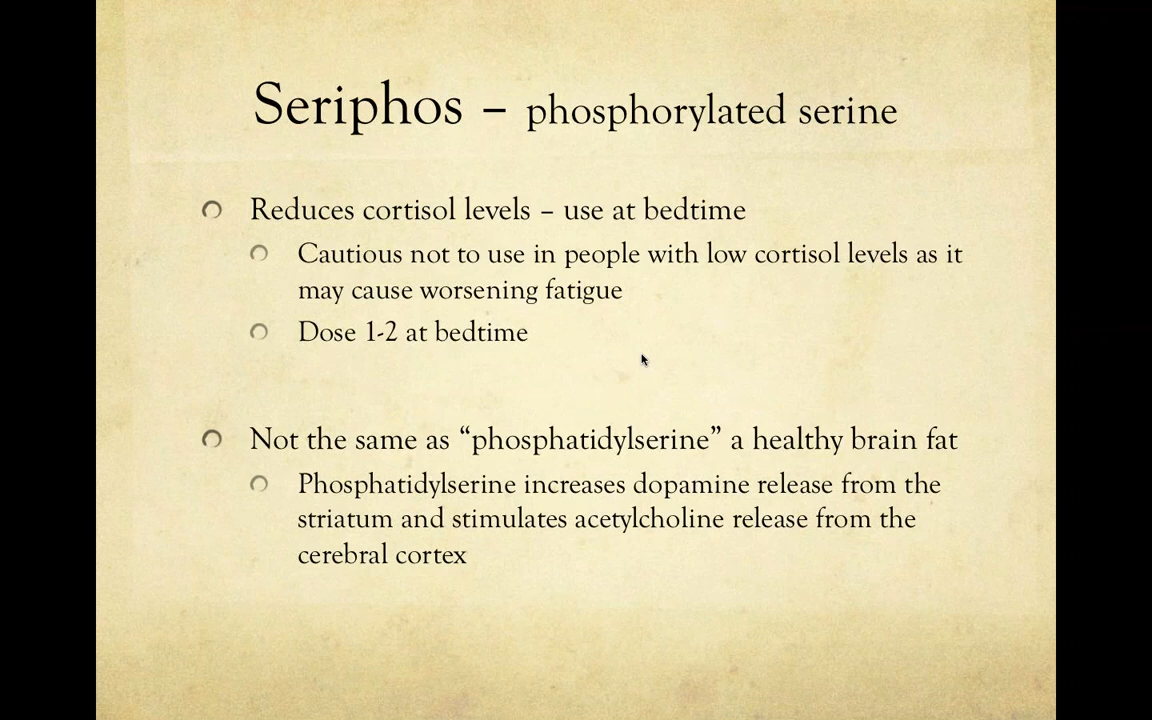 Seriphos – phosphorylated serine
Reduces cortisol levels – use at bedtime
Cautious not to use in people with low cortisol levels as it
may cause worsening fatigue
Dose 1-2 at bedtime
Not the same as “phosphatidylserine” a healthy brain fat
Phosphatidylserine increases dopamine release from the
striatum and stimulates acetylcholine release from the
cerebral cortex